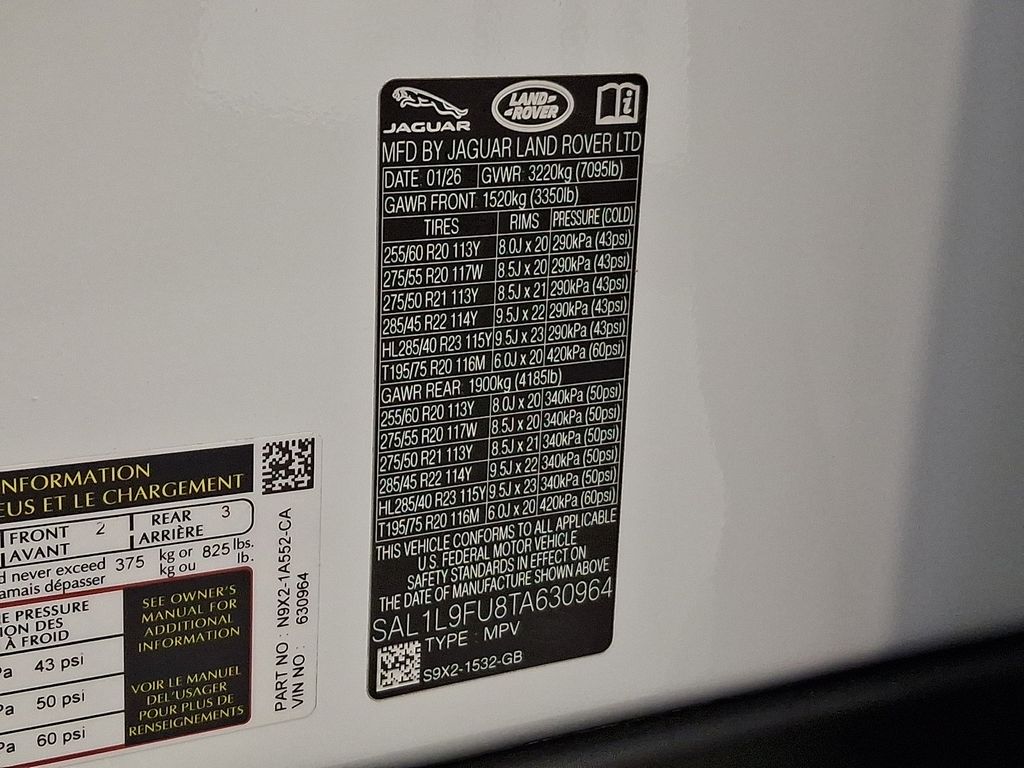 JAGUAR
LAND-
-ROVER
i
MFD BY JAGUAR LAND ROVER LTD
DATE 01/26 GVWR 3220kg (7095lb)
GAWR FRONT 1520kg (3350lb)
TIRES RIMS PRESSURE (COLD)
255/60 R20 113Y 8.0J x 20 290kPa (43psi)
275/55 R20 117W 8.5J x 20 290kPa (43psi)
275/50 R21 113Y 8.5J x 21 290kPa (43psi)
285/45 R22 114Y 9.5J x 22 290kPa (43psi)
HL285/40 R23 115Y 9.5J x 23 290kPa (43psi)
T195/75 R20 116M 6.0J x 20 420kPa (60psi)
GAWR REAR 1900kg (4185lb)
255/60 R20 113Y 8.0J x 20 340kPa (50psi)
275/55 R20 117W 8.5J x 20 340kPa (50psi)
275/50 R21 113Y 8.5J x 21 340kPa (50psi)
285/45 R22 114Y 9.5J x 22 340kPa (50psi)
HL285/40 R23 115Y 9.5J x 23 340kPa (50psi)
T195/75 R20 116M 6.0J x 20 420kPa (60psi)
THIS VEHICLE CONFORMS TO ALL APPLICABLE
U.S. FEDERAL MOTOR VEHICLE
SAFETY STANDARDS IN EFFECT ON
THE DATE OF MANUFACTURE SHOWN ABOVE
SAL1L9FU8TA630964
TYPE : MPV
S9X2-1532-GB
NFORMATION
EUS ET LE CHARGEMENT
FRONT 2 REAR 3
AVANT ARRIÈRE
d never exceed 375 kg or 825 lbs.
amais dépasser kg ou lb.
E PRESSURE
ION DES
À FROID
Pa 43 psi
Pa 50 psi
Pa 60 psi
SEE OWNER'S
MANUAL FOR
ADDITIONAL
INFORMATION
VOIR LE MANUEL
DEL'USAGER
POUR PLUS DE
RENSEIGNEMENTS
PART NO : N9X2-1A552-CA
VIN NO : 630964